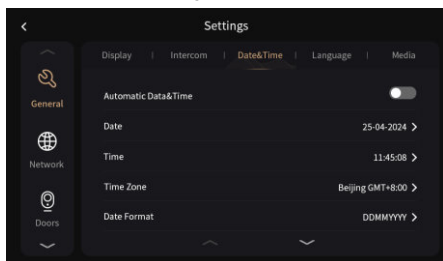 Settings
Display | Intercom | Date&Time | Language | Media
General
Network
Doors
Automatic Data&Time
Date 25-04-2024
Time 11:45:08
Time Zone Beijing GMT+8:00
Date Format DDMMYYYY